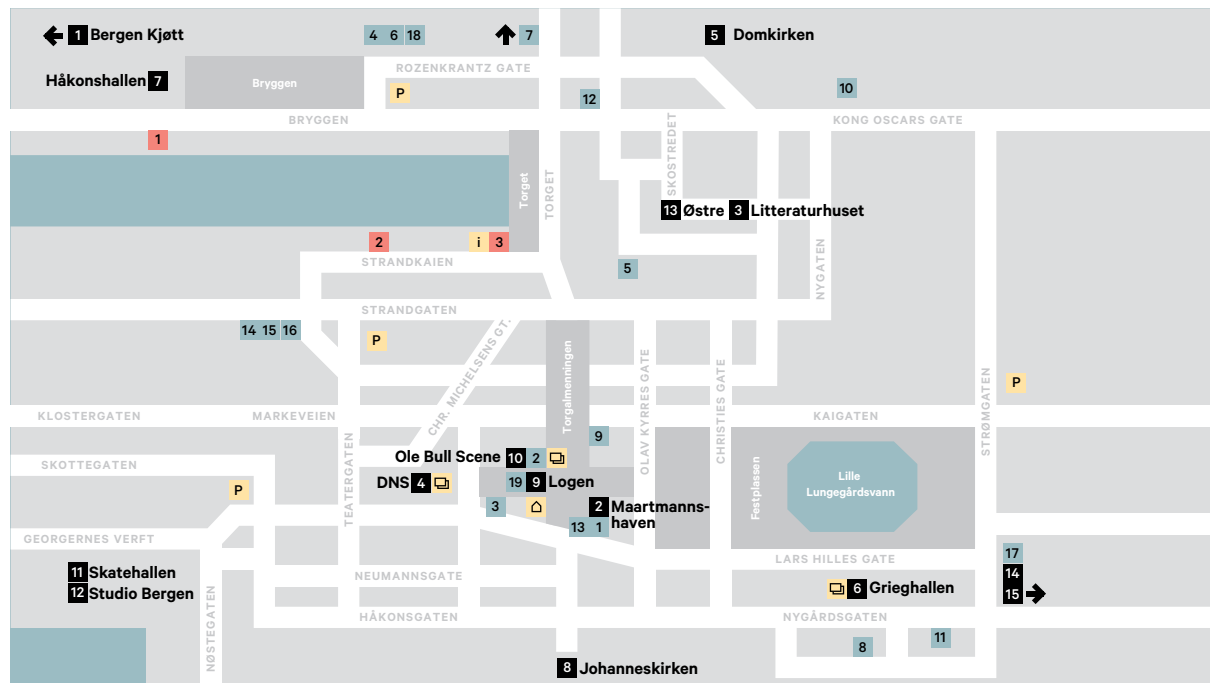 1 Bergen Kjøtt
4 6 18
7
5 Domkirken
ROZENKRANTZ GATE
Håkonshallen 7
Bryggen
P
12
10
BRYGGEN
KONG OSCARS GATE
1
SKOSTREDET
Torget
TORGET
13 Østre 3 Litteraturhuset
2
i 3
STRANDKAIEN
5
NYGATEN
STRANDGATEN
14 15 16
P
CHR. MICHELSENS GT.
Torgalmenningen
OLAV KYRRES GATE
CHRISTIES GATE
STRØMGATEN
P
KLOSTERGATEN
MARKEVEIEN
KAIGATEN
9
TEATERGATEN
Ole Bull Scene 10 2
SKOTTEGATEN
DNS 4
19 9 Logen
Festplassen
Lille
Lungegårdsvann
P
3
2 Maartmanns-
haven
13 1
GEORGERNES VERFT
LARS HILLES GATE
17
11 Skatehallen
14
NEUMANNSGATE
12 Studio Bergen
6 Grieghallen
15
NØSTEGATEN
HÅKONSGATEN
NYGÅRDSGATEN
8
11
8 Johanneskirken